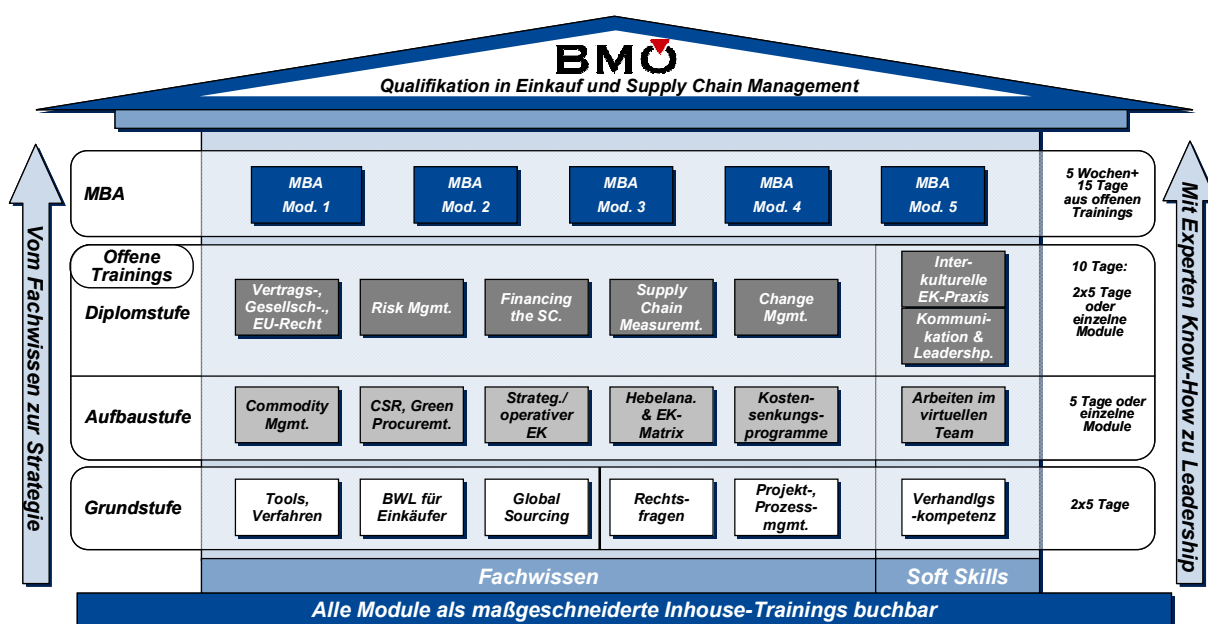 BMÖ
Qualifikation in Einkauf und Supply Chain Management
Vom Fachwissen zur Strategie
Mit Experten Know-How zu Leadership
MBA
MBA
Mod. 1
MBA
Mod. 2
MBA
Mod. 3
MBA
Mod. 4
MBA
Mod. 5
5 Wochen+
15 Tage
aus offenen
Trainings
Offene
Trainings
Diplomstufe
Vertrags-,
Gesellsch-.,
EU-Recht
Risk Mgmt.
Financing
the SC.
Supply
Chain
Measuremt.
Change
Mgmt.
Inter-
kulturelle
EK-Praxis
Kommuni-
kation &
Leadershp.
10 Tage:
2x5 Tage
oder
einzelne
Module
Aufbaustufe
Commodity
Mgmt.
CSR, Green
Procuremt.
Strateg./
operativer
EK
Hebelana.
& EK-
Matrix
Kosten-
senkungs-
programme
Arbeiten im
virtuellen
Team
5 Tage oder
einzelne
Module
Grundstufe
Tools,
Verfahren
BWL für
Einkäufer
Global
Sourcing
Rechts-
fragen
Projekt-,
Prozess-
mgmt.
Verhandlgs
-kompetenz
2x5 Tage
Fachwissen
Soft Skills
Alle Module als maßgeschneiderte Inhouse-Trainings buchbar